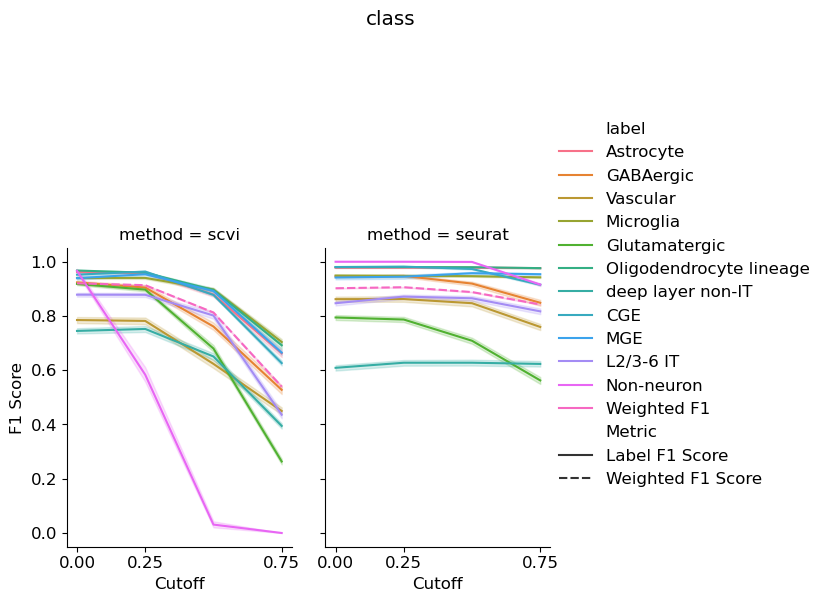 class
method = scvi
method = seurat
F1 Score
1.0
0.8
0.6
0.4
0.2
0.0
0.00
0.25
0.75
Cutoff
0.00
0.25
0.75
Cutoff
label
Astrocyte
GABAergic
Vascular
Microglia
Glutamatergic
Oligodendrocyte lineage
deep layer non-IT
CGE
MGE
L2/3-6 IT
Non-neuron
Weighted F1
Metric
Label F1 Score
Weighted F1 Score